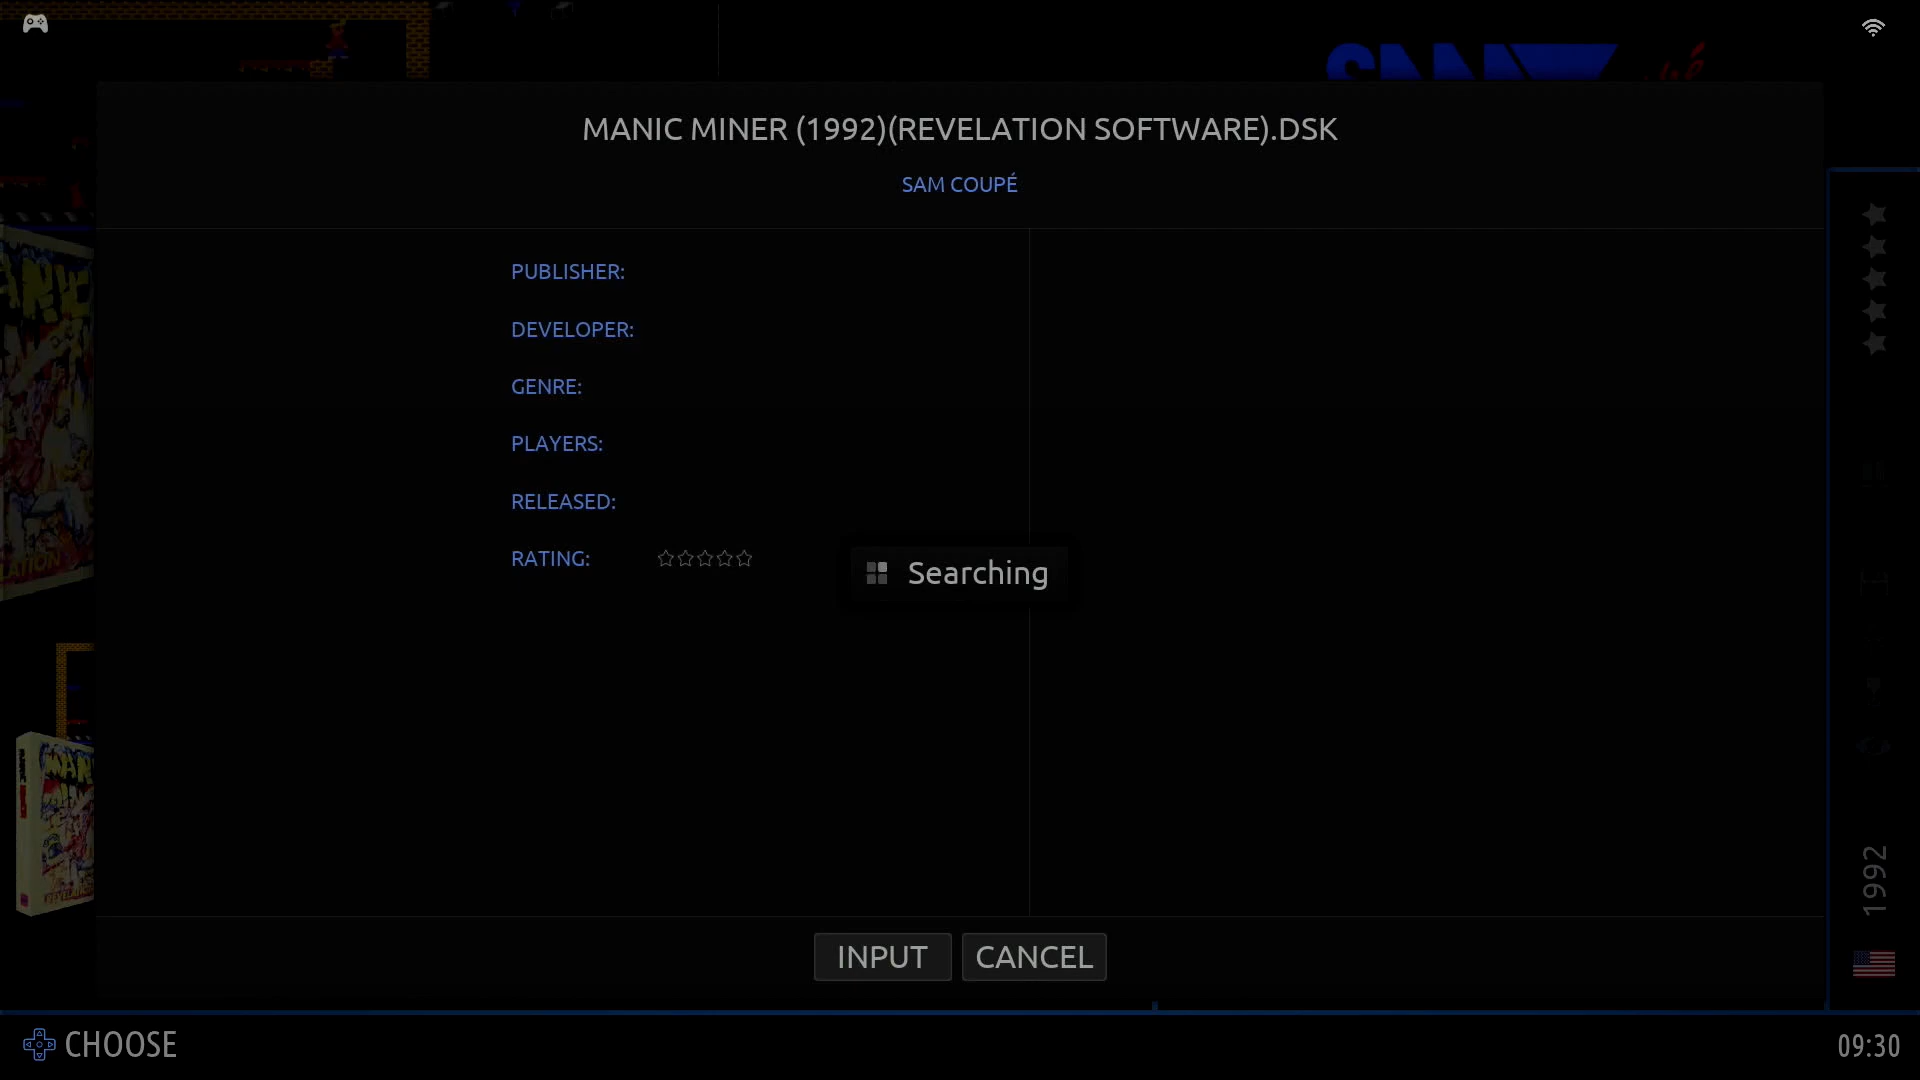 MANIC MINER (1992)(REVELATION SOFTWARE).DSK
SAM COUPÉ
PUBLISHER:
DEVELOPER:
GENRE:
PLAYERS:
RELEASED:
RATING:
Searching
1992
INPUT
CANCEL
CHOOSE
09:30